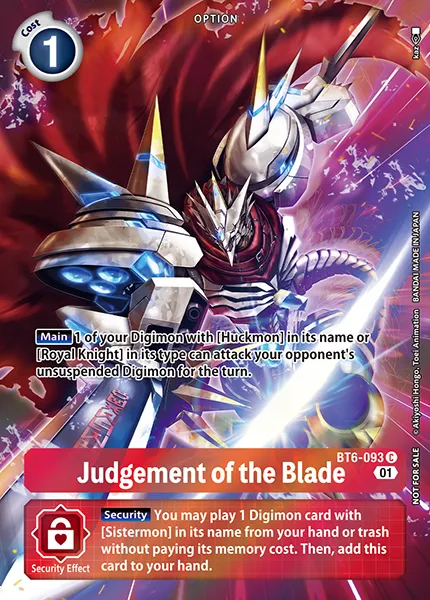 OPTION
Cost
1
kaz
Main 1 of your Digimon with [Huckmon] in its name or
[Royal Knight] in its type can attack your opponent's
unsuspended Digimon for the turn.
© Akiyoshi Hongo, Toei Animation BANDAI MADE IN JAPAN
NOT FOR SALE
BT6-093 C
Judgement of the Blade
01
Security Effect
Security You may play 1 Digimon card with
[Sistermon] in its name from your hand or trash
without paying its memory cost. Then, add this
card to your hand.